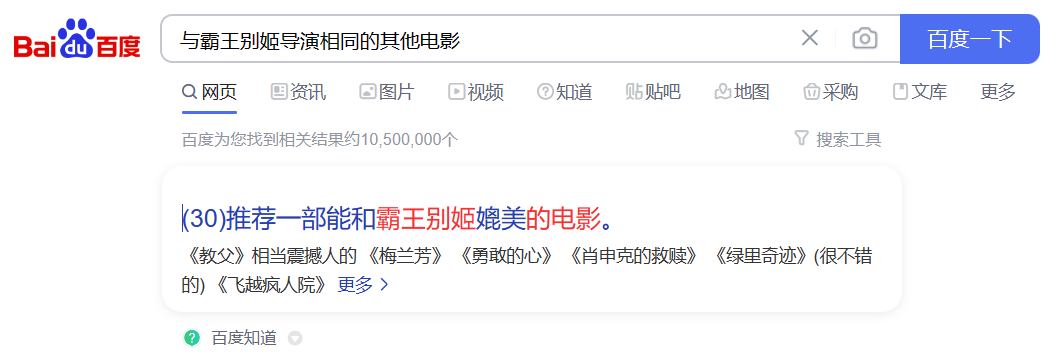 Bai du 百度
与霸王别姬导演相同的其他电影
百度一下
网页 资讯 图片 视频 知道 贴 贴吧 地图 采购 文库 更多
百度为您找到相关结果约10,500,000个
搜索工具
(30)推荐一部能和霸王别姬媲美的电影。
《教父》相当震撼人的 《梅兰芳》 《勇敢的心》 《肖申克的救赎》 《绿里奇迹》(很不错
的) 《飞越疯人院》 更多 >
? 百度知道